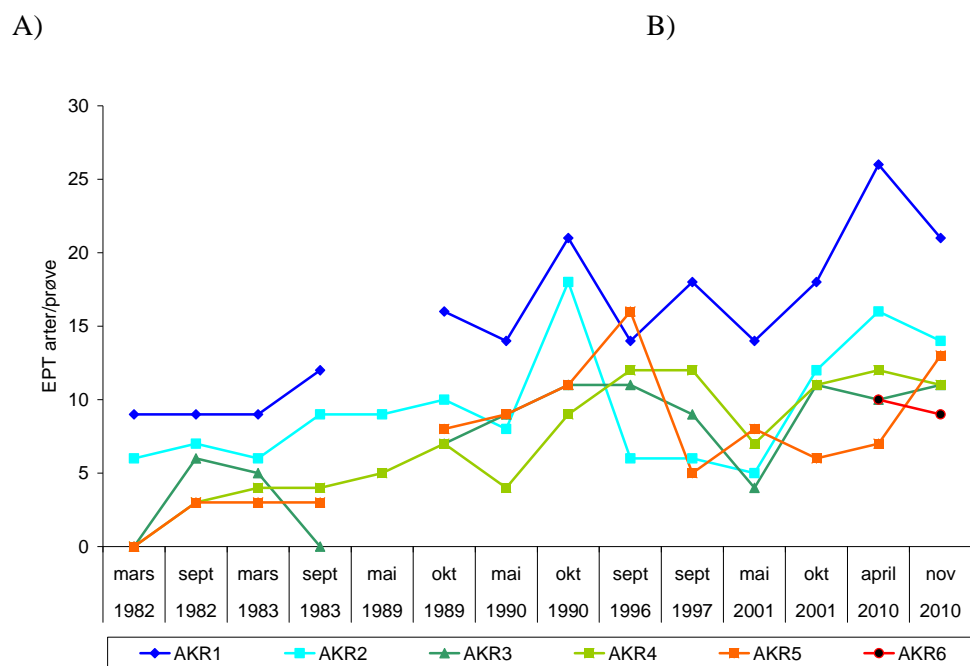 A) B)
30
25
20
15
10
5
0
EPT arter/prøve
mars sept mars sept mai okt mai okt sept sept mai okt april nov
1982 1982 1983 1983 1989 1989 1990 1990 1996 1997 2001 2001 2010 2010
AKR1 AKR2 AKR3 AKR4 AKR5 AKR6